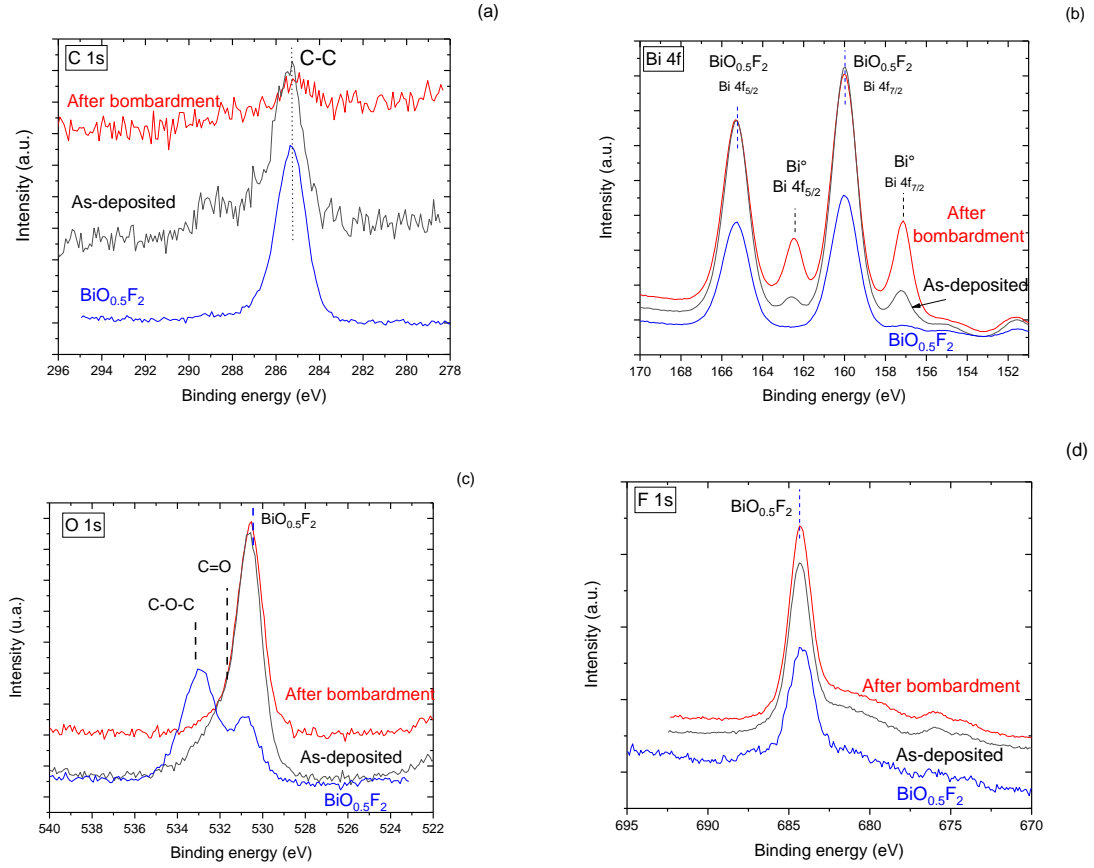 (a)
C 1s
C-C
After bombardment
As-deposited
BiO0.5F2
Intensity (a.u.)
296 294 292 290 288 286 284 282 280 278
Binding energy (eV)
(b)
Bi 4f
BiO0.5F2
Bi 4f5/2
BiO0.5F2
Bi 4f7/2
Bi°
Bi 4f5/2
Bi°
Bi 4f7/2
After
bombardment
As-deposited
BiO0.5F2
Intensity (a.u.)
170 168 166 164 162 160 158 156 154 152
Binding energy (eV)
(c)
O 1s
BiO0.5F2
C=O
C-O-C
After bombardment
As-deposited
BiO0.5F2
Intensity (u.a.)
540 538 536 534 532 530 528 526 524 522
Binding energy (eV)
(d)
F 1s
BiO0.5F2
After bombardment
As-deposited
BiO0.5F2
Intensity (a.u.)
695 690 685 680 675 670
Binding energy (eV)